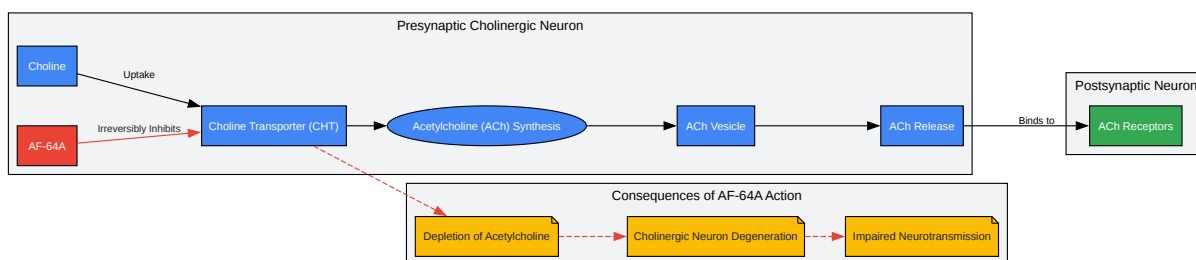 Presynaptic Cholinergic Neuron
Choline
Uptake
AF-64A
Irreversibly Inhibits
Choline Transporter (CHT)
Acetylcholine (ACh) Synthesis
ACh Vesicle
ACh Release
Binds to
Postsynaptic Neuron
ACh Receptors
Consequences of AF-64A Action
Depletion of Acetylcholine
Cholinergic Neuron Degeneration
Impaired Neurotransmission